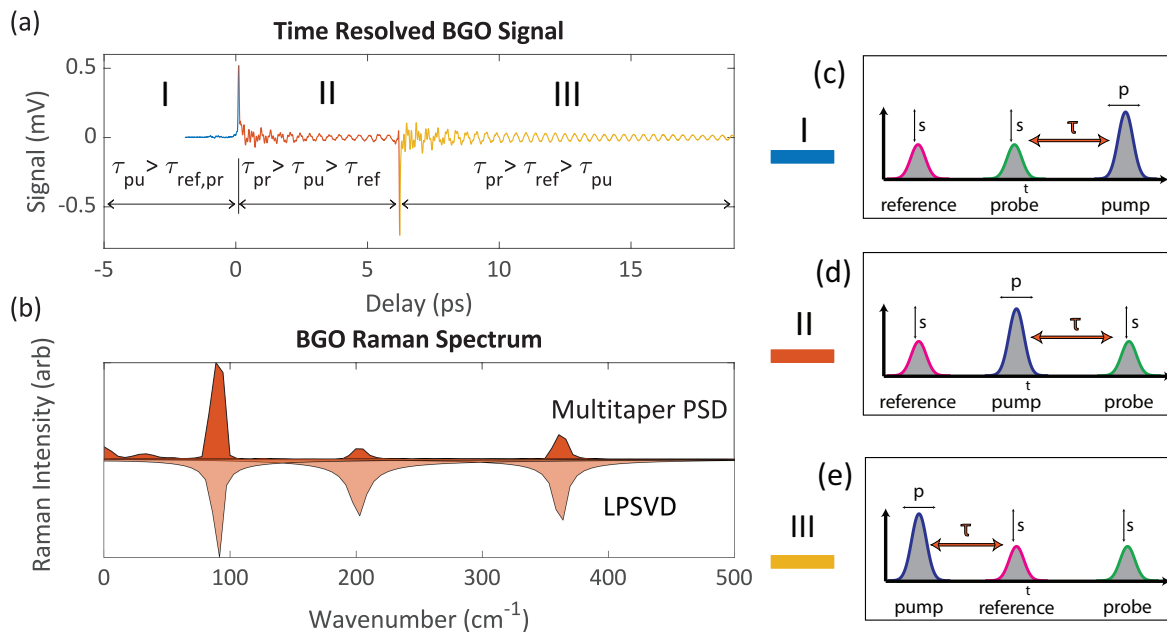 (a)
Time Resolved BGO Signal
Signal (mV)
0.5
0
-0.5
I
II
III
τpu > τref,pr
τpr > τpu > τref
τpr > τref > τpu
-5
0
5
10
15
Delay (ps)
(b)
BGO Raman Spectrum
Raman Intensity (arb)
Multitaper PSD
LPSVD
0
100
200
300
400
500
Wavenumber (cm-1)
(c)
I
s
s
τ
p
t
reference
probe
pump
(d)
II
s
p
τ
s
t
reference
pump
probe
(e)
III
p
τ
s
s
t
pump
reference
probe